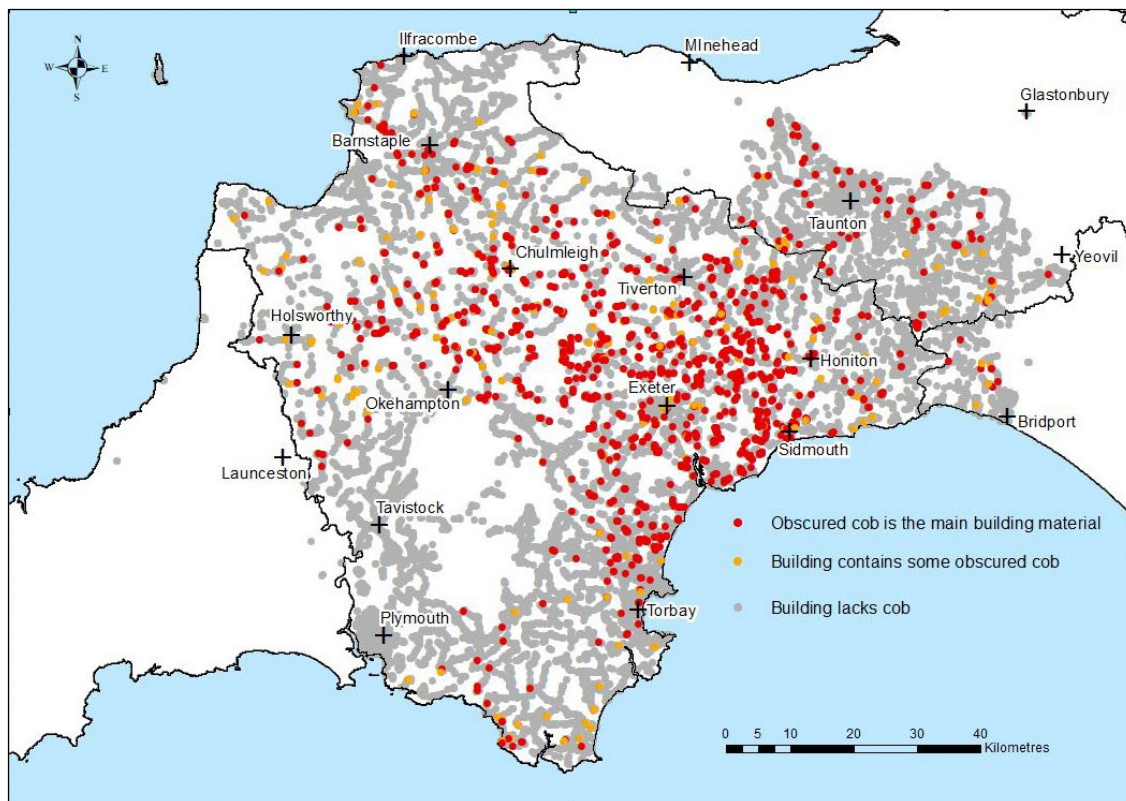 N
W E
S
Ilfracombe
MInehead
Glastonbury
Barnstaple
Taunton
Yeovil
Chulmleigh
Tiverton
Holsworthy
Honiton
Exeter
Okehampton
Bridport
Sidmouth
Launceston
Tavistock
Obscured cob is the main building material
Building contains some obscured cob
Building lacks cob
Torbay
Plymouth
0 5 10 20 30 40
Kilometres